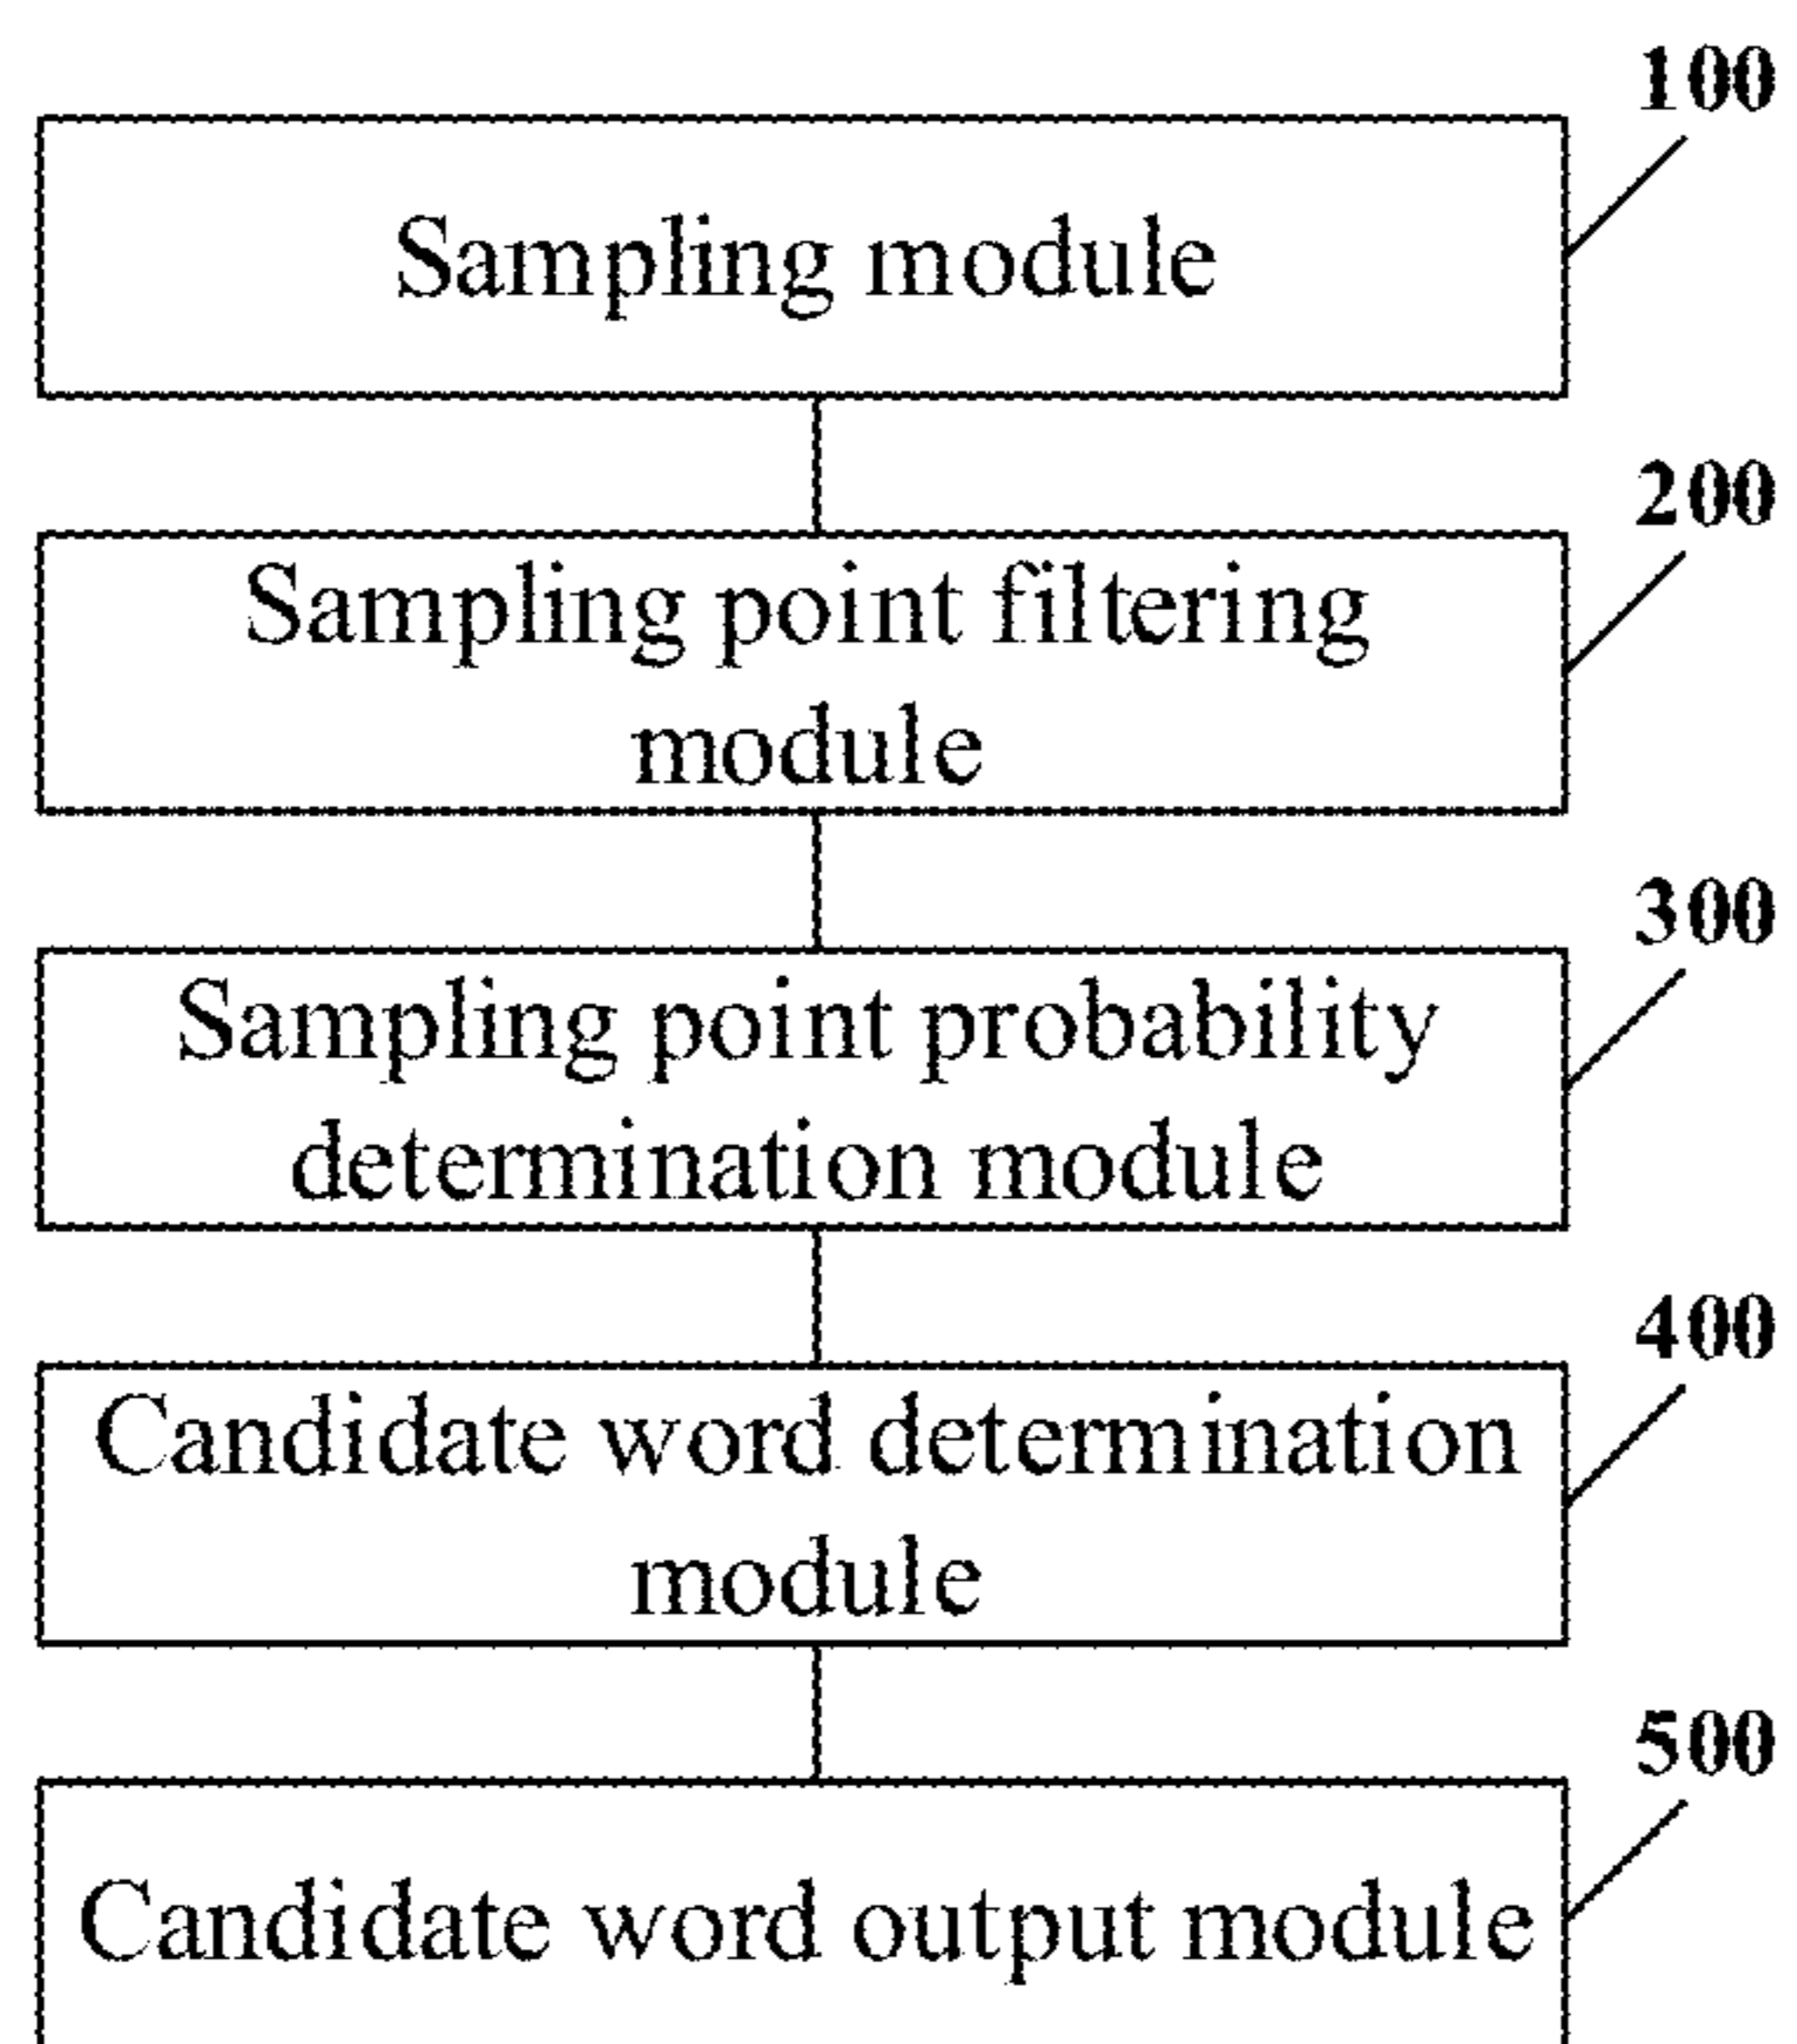 100
Sampling module
200
Sampling point filtering
module
300
Sampling point probability
determination module
400
Candidate word determination
module
500
Candidate word output module